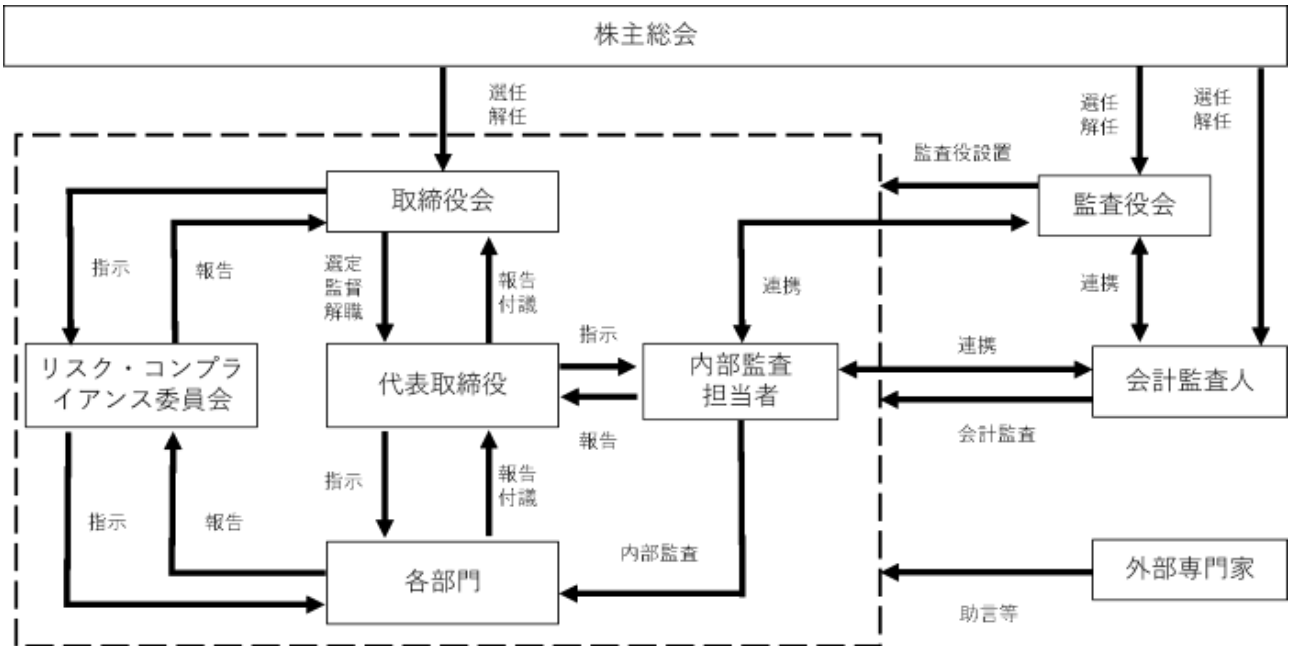 株主総会
選任
解任
選任
解任
選任
解任
監査役設置
取締役会
監査役会
指示
報告
選定
監督
解職
報告
付議
連携
連携
指示
連携
リスク・コンプラ
イアンス委員会
代表取締役
内部監査
担当者
会計監査人
報告
会計監査
指示
報告
付議
指示
報告
内部監査
各部門
外部専門家
助言等